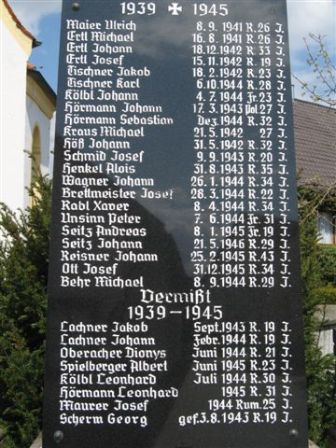 1939 ✠ 1945
Maier Ulrich 8.9.1941 R.26 J.
Ertl Michael 16.8.1941 R.26 J.
Ertl Johann 18.12.1942 R.33 J.
Ertl Josef 15.11.1942 R.19 J.
Tischner Jakob 18.2.1942 R.23 J.
Tischner Karl 6.10.1944 R.28 J.
Kölbl Johann 4.7.1944 Fr.23 J.
Hörmann Johann 17.3.1943 Pol.27 J.
Hörmann Sebastian Dez.1944 R.32 J.
Kraus Michael 21.5.1942 27 J.
Höß Johann 31.5.1942 R.32 J.
Schmid Josef 9.9.1943 R.20 J.
Henkel Alois 31.8.1943 R.35 J.
Wagner Johann 26.1.1944 R.34 J.
Brettmeister Josef 28.3.1944 R.22 J.
Rabl Xaver 8.4.1944 R.34 J.
Unsinn Peter 7.6.1944 Fr.31 J.
Seitz Andreas 8.1.1945 Fr.19 J.
Seitz Johann 21.5.1946 R.29 J.
Reisner Johann 25.2.1945 R.43 J.
Ott Josef 31.12.1945 R.34 J.
Behr Michael 8.9.1944 R.29 J.
Vermißt
1939–1945
Lachner Jakob Sept.1943 R.19 J.
Lachner Johann Febr.1944 R.19 J.
Oberacher Dionys Juni 1944 R.21 J.
Spielberger Albert Juni 1945 R.23 J.
Kölbl Leonhard Juli 1944 R.30 J.
Hörmann Leonhard 1945 R.31 J.
Maurer Josef 1944 Rum.25 J.
Scherm Georg gef.3.8.1943 R.19 J.